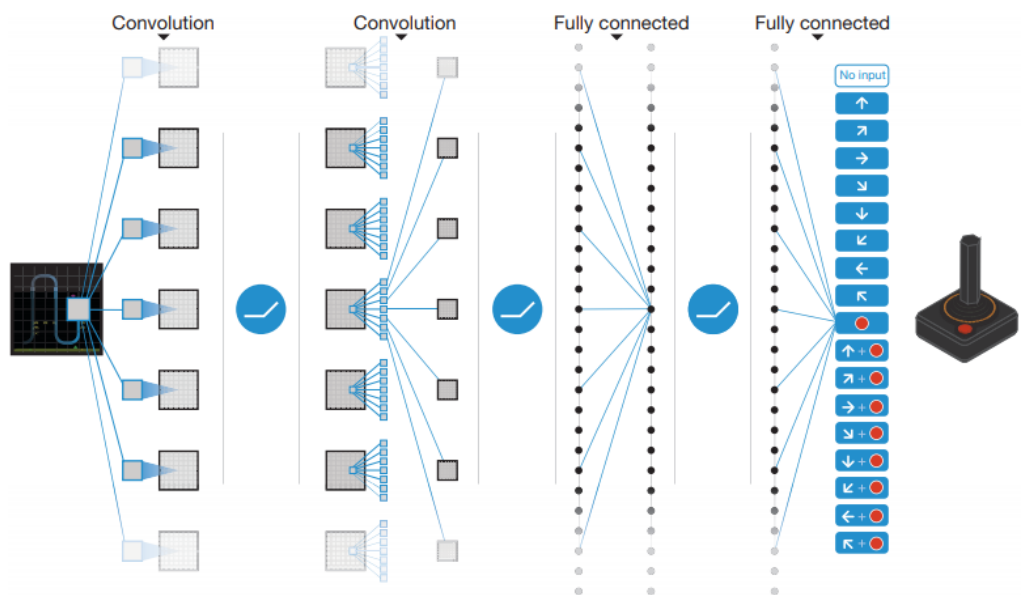 Convolution
Convolution
Fully connected
Fully connected
No input
+
+
+
+
+
+
+
+